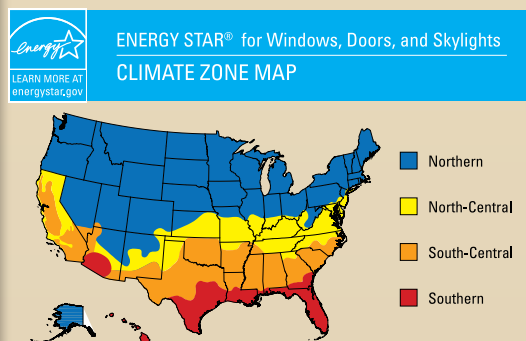 energy
LEARN MORE AT
energystar.gov
ENERGY STAR® for Windows, Doors, and Skylights
CLIMATE ZONE MAP
Northern
North-Central
South-Central
Southern